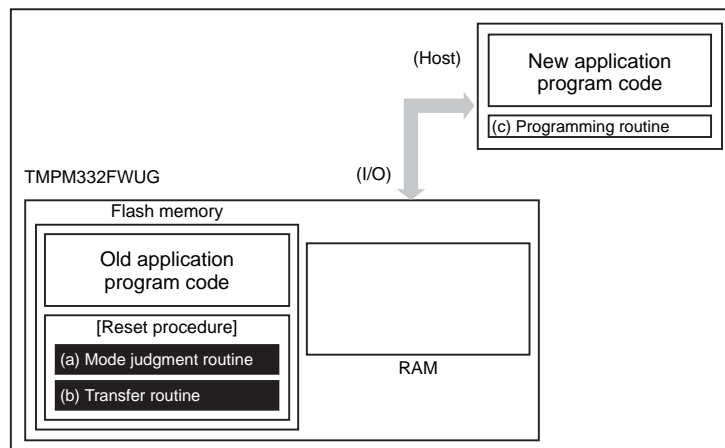 (Host)
New application
program code
(c) Programming routine
(I/O)
TMPM332FWUG
Flash memory
Old application
program code
[Reset procedure]
(a) Mode judgment routine
(b) Transfer routine
RAM